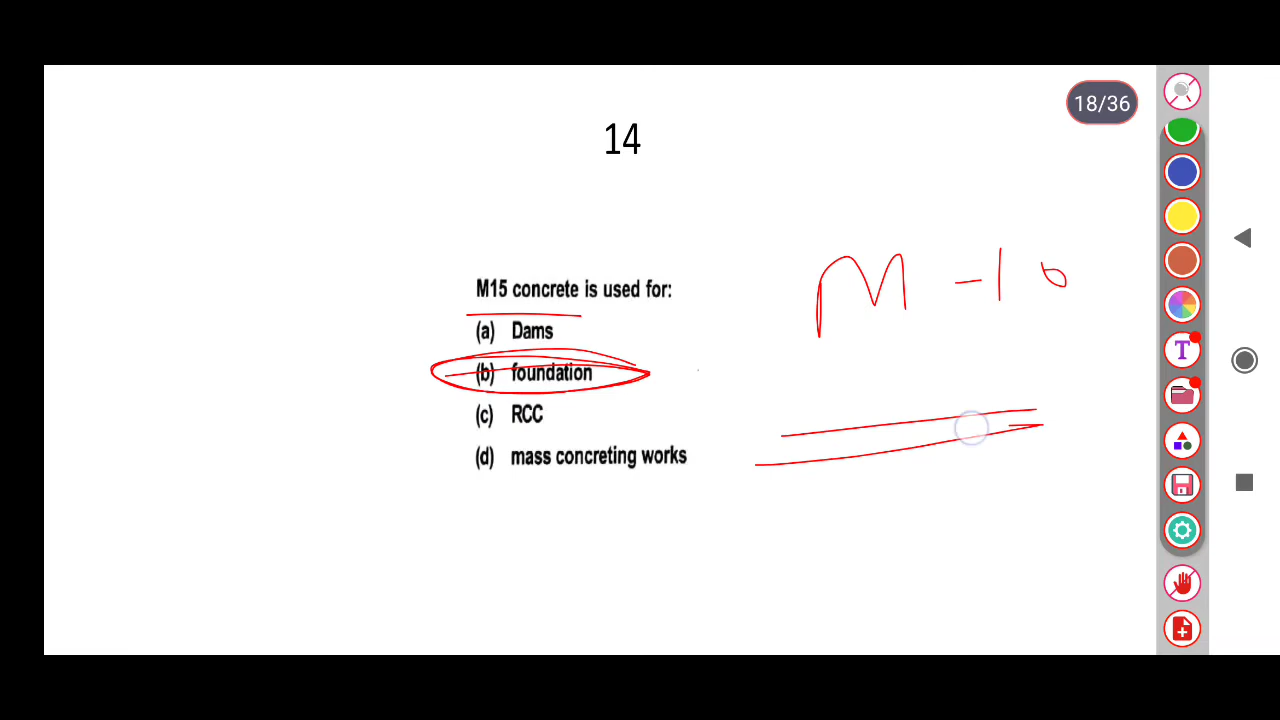 18/36
14
M15 concrete is used for:
(a) Dams
(b) foundation
(c) RCC
(d) mass concreting works
M-10
T